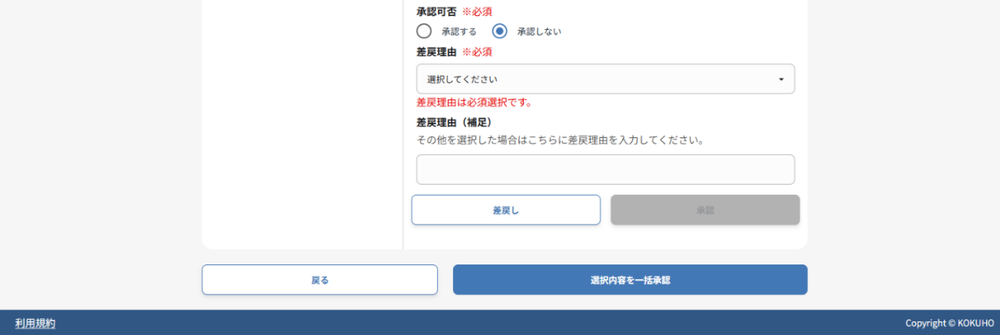 承認可否 ※必須
承認する 承認しない
差戻理由 ※必須
選択してください
差戻理由は必須選択です。
差戻理由（補足）
その他を選択した場合はこちらに差戻理由を入力してください。
差戻し 承認
戻る 選択内容を一括承認
利用規約 Copyright © KOKUHO